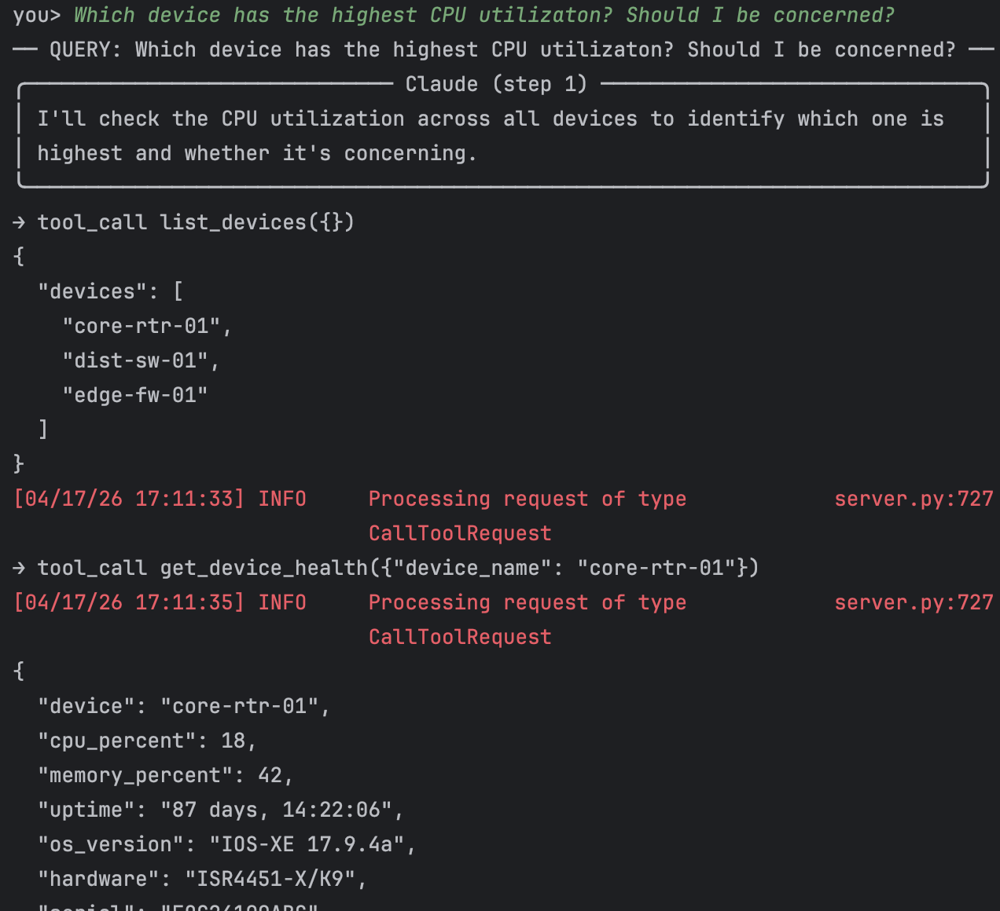 you> Which device has the highest CPU utilizaton? Should I be concerned?
── QUERY: Which device has the highest CPU utilizaton? Should I be concerned? ──
Claude (step 1)
I'll check the CPU utilization across all devices to identify which one is
highest and whether it's concerning.
→ tool_call list_devices({})
{
  "devices": [
    "core-rtr-01",
    "dist-sw-01",
    "edge-fw-01"
  ]
}
[04/17/26 17:11:33] INFO     Processing request of type            server.py:727
                             CallToolRequest
→ tool_call get_device_health({"device_name": "core-rtr-01"})
[04/17/26 17:11:35] INFO     Processing request of type            server.py:727
                             CallToolRequest
{
  "device": "core-rtr-01",
  "cpu_percent": 18,
  "memory_percent": 42,
  "uptime": "87 days, 14:22:06",
  "os_version": "IOS-XE 17.9.4a",
  "hardware": "ISR4451-X/K9",
  "serial":